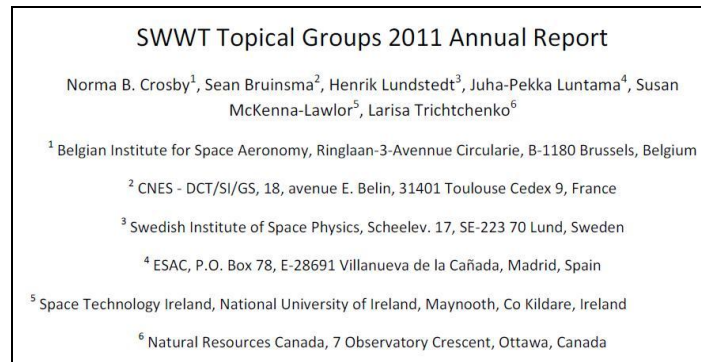 SWWT Topical Groups 2011 Annual Report
Norma B. Crosby¹, Sean Bruinsma², Henrik Lundstedt³, Juha-Pekka Luntama⁴, Susan
McKenna-Lawlor⁵, Larisa Trichtchenko⁶
¹ Belgian Institute for Space Aeronomy, Ringlaan-3-Avennue Circularie, B-1180 Brussels, Belgium
² CNES - DCT/SI/GS, 18, avenue E. Belin, 31401 Toulouse Cedex 9, France
³ Swedish Institute of Space Physics, Scheelev. 17, SE-223 70 Lund, Sweden
⁴ ESAC, P.O. Box 78, E-28691 Villanueva de la Cañada, Madrid, Spain
⁵ Space Technology Ireland, National University of Ireland, Maynooth, Co Kildare, Ireland
⁶ Natural Resources Canada, 7 Observatory Crescent, Ottawa, Canada